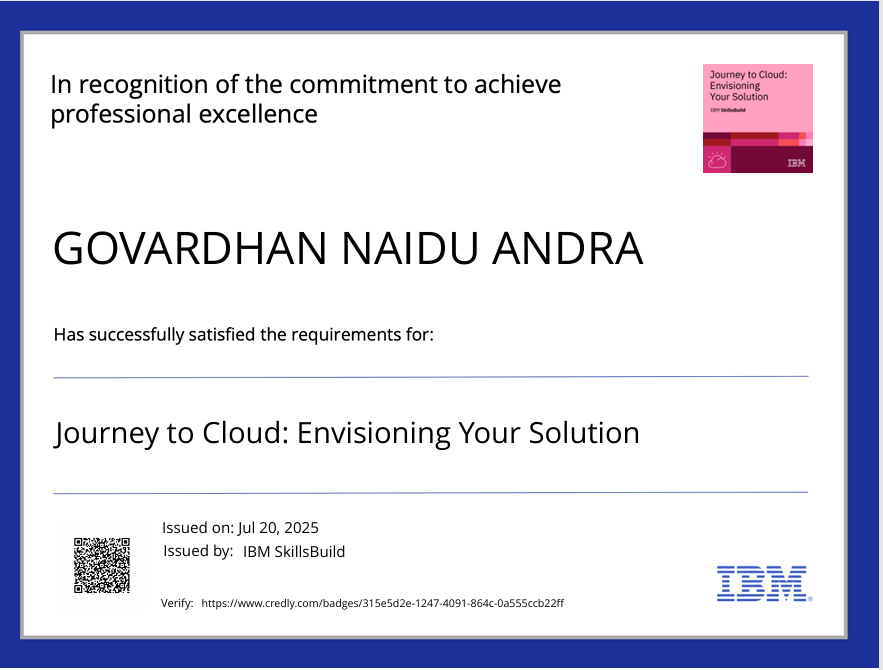 In recognition of the commitment to achieve
professional excellence
Journey to Cloud:
Envisioning
Your Solution
IBM SkillsBuild
IBM
GOVARDHAN NAIDU ANDRA
Has successfully satisfied the requirements for:
Journey to Cloud: Envisioning Your Solution
Issued on: Jul 20, 2025
Issued by: IBM SkillsBuild
Verify: https://www.credly.com/badges/315e5d2e-1247-4091-864c-0a555ccb22ff
IBM®